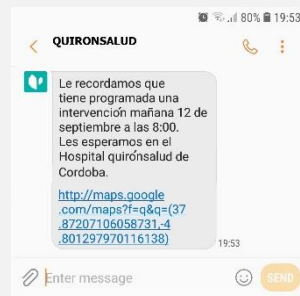 80% 19:53
QUIRONSALUD
Le recordamos que
tiene programada una
intervención mañana 12 de
septiembre a las 8:00.
Les esperamos en el
Hospital quirónsalud de
Cordoba.
http://maps.google
.com/maps?f=q&q=(37
.87207106058731,-4
.801297970116138)
19:53
Enter message
SEND